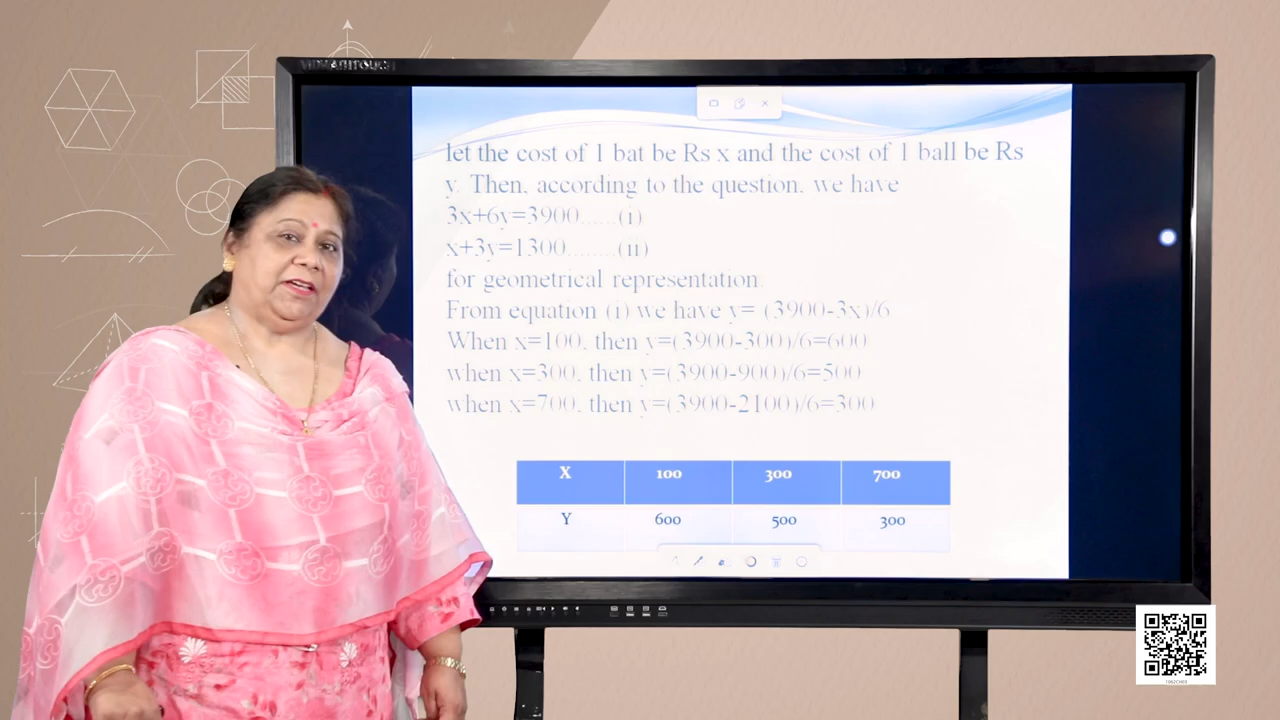 let the cost of 1 bat be Rs x and the cost of 1 ball be Rs
y. Then, according to the question, we have
3x+6y=3900......(i)
x+3y=1300........(ii)
for geometrical representation.
From equation (i) we have y= (3900-3x)/6
When x=100, then y=(3900-300)/6=600
when x=300, then y=(3900-900)/6=500
when x=700, then y=(3900-2100)/6=300
X 100 300 700
Y 600 500 300